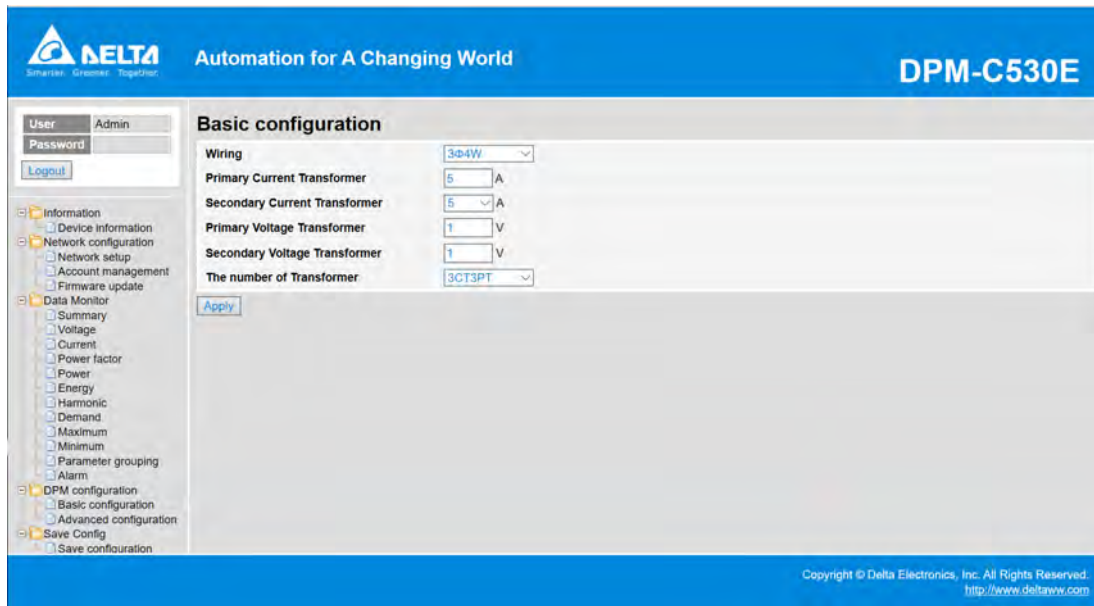 DELTA
Smarter. Greener. Together.
Automation for A Changing World
DPM-C530E
User Admin
Password
Logout
Information
Device information
Network configuration
Network setup
Account management
Firmware update
Data Monitor
Summary
Voltage
Current
Power factor
Power
Energy
Harmonic
Demand
Maximum
Minimum
Parameter grouping
Alarm
DPM configuration
Basic configuration
Advanced configuration
Save Config
Save configuration
Basic configuration
Wiring 3Φ4W
Primary Current Transformer 5 A
Secondary Current Transformer 5 A
Primary Voltage Transformer 1 V
Secondary Voltage Transformer 1 V
The number of Transformer 3CT3PT
Apply
Copyright © Delta Electronics, Inc. All Rights Reserved.
http://www.deltaww.com